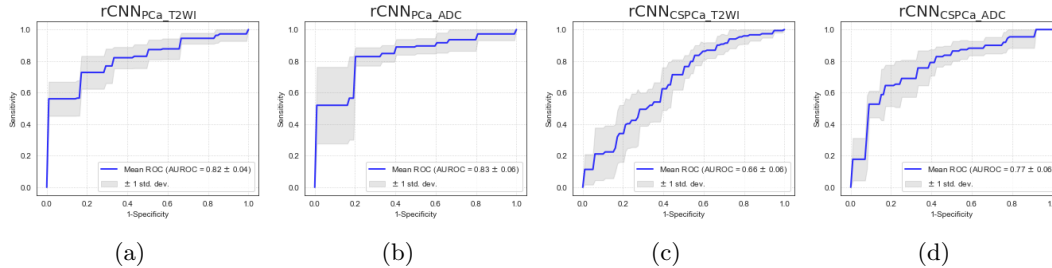 rCNN_PCa_T2WI
1.0
0.8
0.6
0.4
0.2
0.0
Sensitivity
Mean ROC (AUROC = 0.82 ± 0.04)
± 1 std. dev.
0.0 0.2 0.4 0.6 0.8 1.0
1-Specificity
(a)
rCNN_PCa_ADC
1.0
0.8
0.6
0.4
0.2
0.0
Sensitivity
Mean ROC (AUROC = 0.83 ± 0.06)
± 1 std. dev.
0.0 0.2 0.4 0.6 0.8 1.0
1-Specificity
(b)
rCNN_CSPCa_T2WI
1.0
0.8
0.6
0.4
0.2
0.0
Sensitivity
Mean ROC (AUROC = 0.66 ± 0.06)
± 1 std. dev.
0.0 0.2 0.4 0.6 0.8 1.0
1-Specificity
(c)
rCNN_CSPCa_ADC
1.0
0.8
0.6
0.4
0.2
0.0
Sensitivity
Mean ROC (AUROC = 0.77 ± 0.06)
± 1 std. dev.
0.0 0.2 0.4 0.6 0.8 1.0
1-Specificity
(d)